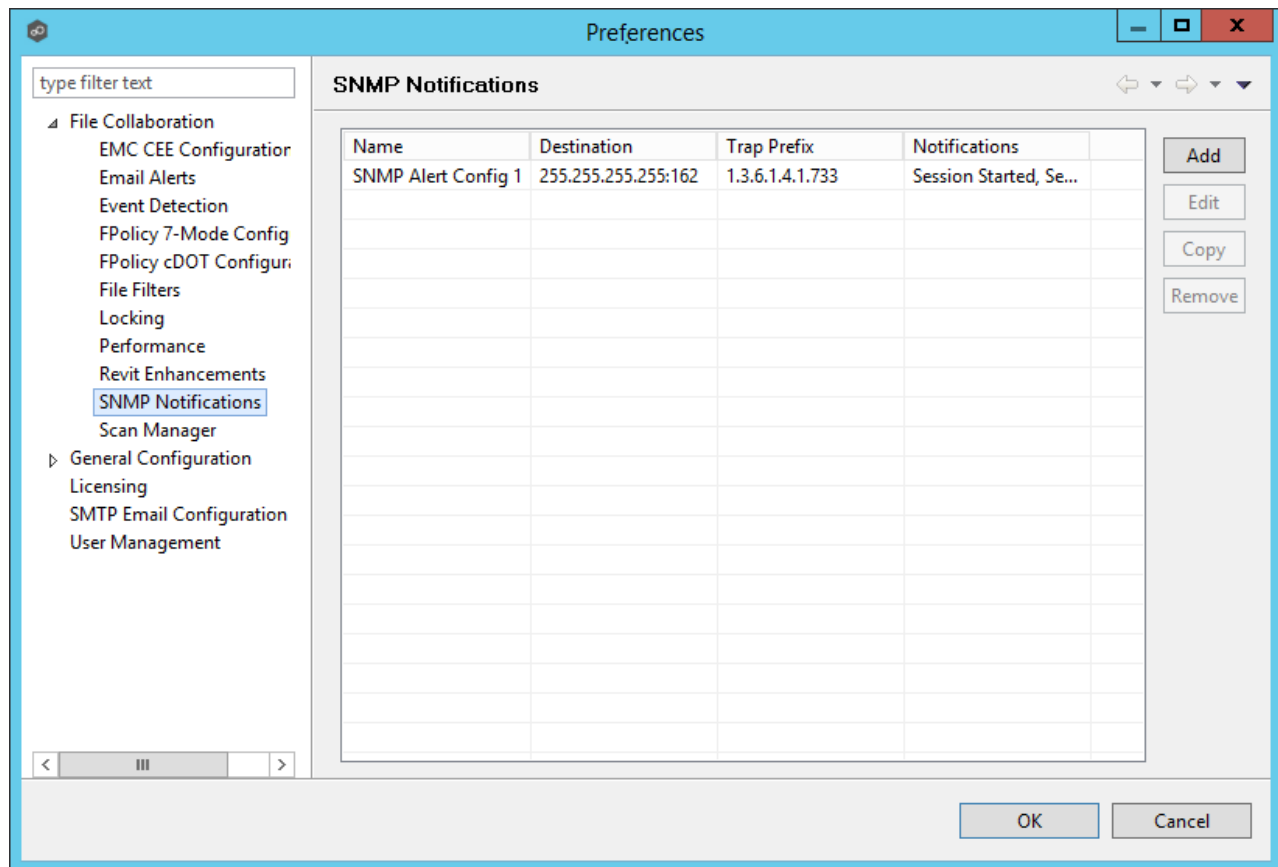 Preferences
type filter text
File Collaboration
EMC CEE Configuration
Email Alerts
Event Detection
FPolicy 7-Mode Config
FPolicy cDOT Configur
File Filters
Locking
Performance
Revit Enhancements
SNMP Notifications
Scan Manager
General Configuration
Licensing
SMTP Email Configuration
User Management
SNMP Notifications
Name Destination Trap Prefix Notifications
SNMP Alert Config 1 255.255.255.255:162 1.3.6.1.4.1.733 Session Started, Se...
Add
Edit
Copy
Remove
OK Cancel